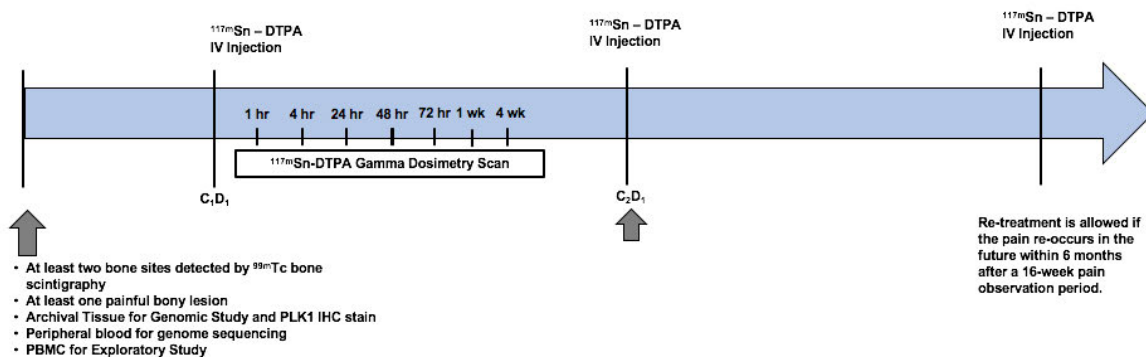 ¹¹⁷ᵐSn – DTPA
IV Injection
¹¹⁷ᵐSn – DTPA
IV Injection
¹¹⁷ᵐSn – DTPA
IV Injection
1 hr 4 hr 24 hr 48 hr 72 hr 1 wk 4 wk
¹¹⁷ᵐSn-DTPA Gamma Dosimetry Scan
C₁D₁
C₂D₁
• At least two bone sites detected by ⁹⁹ᵐTc bone
scintigraphy
• At least one painful bony lesion
• Archival Tissue for Genomic Study and PLK1 IHC stain
• Peripheral blood for genome sequencing
• PBMC for Exploratory Study
Re-treatment is allowed if
the pain re-occurs in the
future within 6 months
after a 16-week pain
observation period.